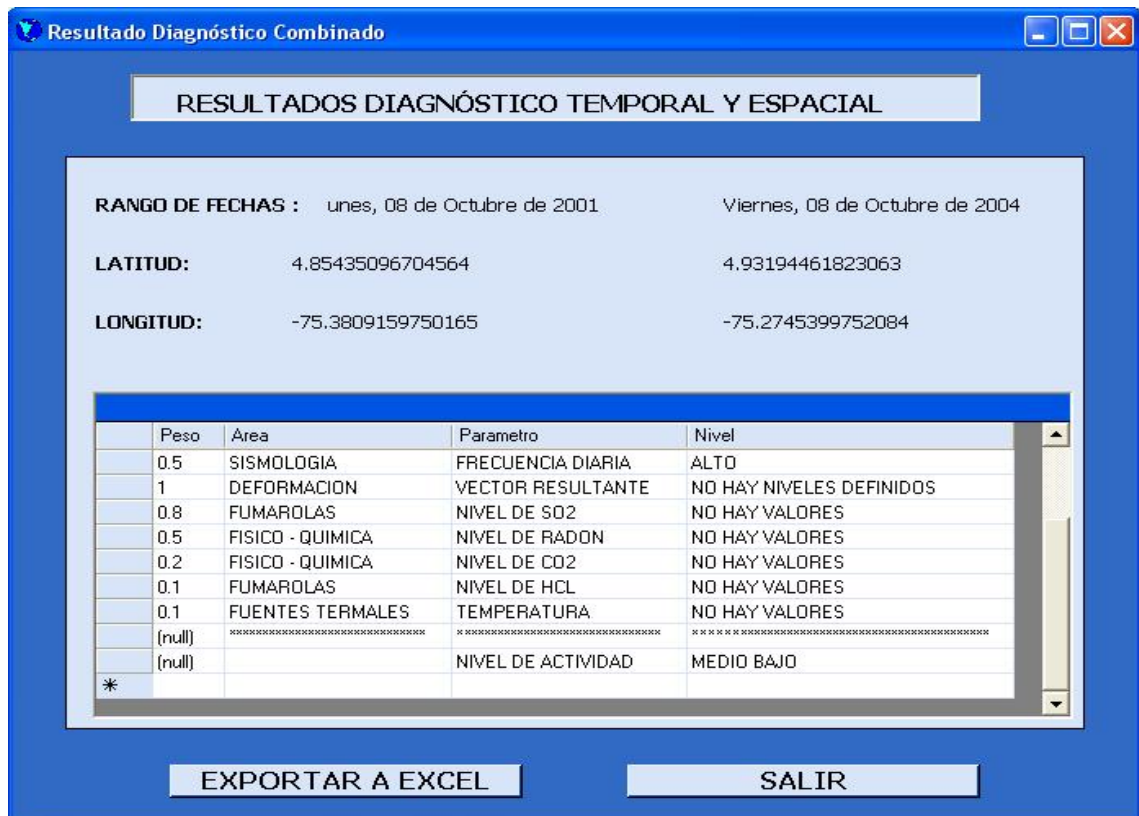 Resultado Diagnóstico Combinado
RESULTADOS DIAGNÓSTICO TEMPORAL Y ESPACIAL
RANGO DE FECHAS : unes, 08 de Octubre de 2001 Viernes, 08 de Octubre de 2004
LATITUD: 4.85435096704564 4.93194461823063
LONGITUD: -75.3809159750165 -75.2745399752084
Peso Area Parametro Nivel
0.5 SISMOLOGIA FRECUENCIA DIARIA ALTO
1 DEFORMACION VECTOR RESULTANTE NO HAY NIVELES DEFINIDOS
0.8 FUMAROLAS NIVEL DE SO2 NO HAY VALORES
0.5 FISICO - QUIMICA NIVEL DE RADON NO HAY VALORES
0.2 FISICO - QUIMICA NIVEL DE CO2 NO HAY VALORES
0.1 FUMAROLAS NIVEL DE HCL NO HAY VALORES
0.1 FUENTES TERMALES TEMPERATURA NO HAY VALORES
(null) ****************************** ****************************** ********************************************
(null) NIVEL DE ACTIVIDAD MEDIO BAJO
*
EXPORTAR A EXCEL SALIR